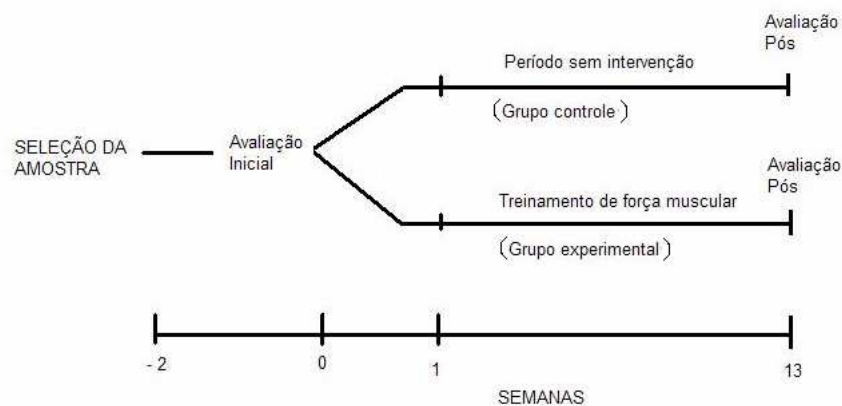 Avaliação
Pós
Período sem intervenção
(Grupo controle)
SELEÇÃO DA
AMOSTRA
Avaliação
Inicial
Avaliação
Pós
Treinamento de força muscular
(Grupo experimental)
- 2
0
1
13
SEMANAS